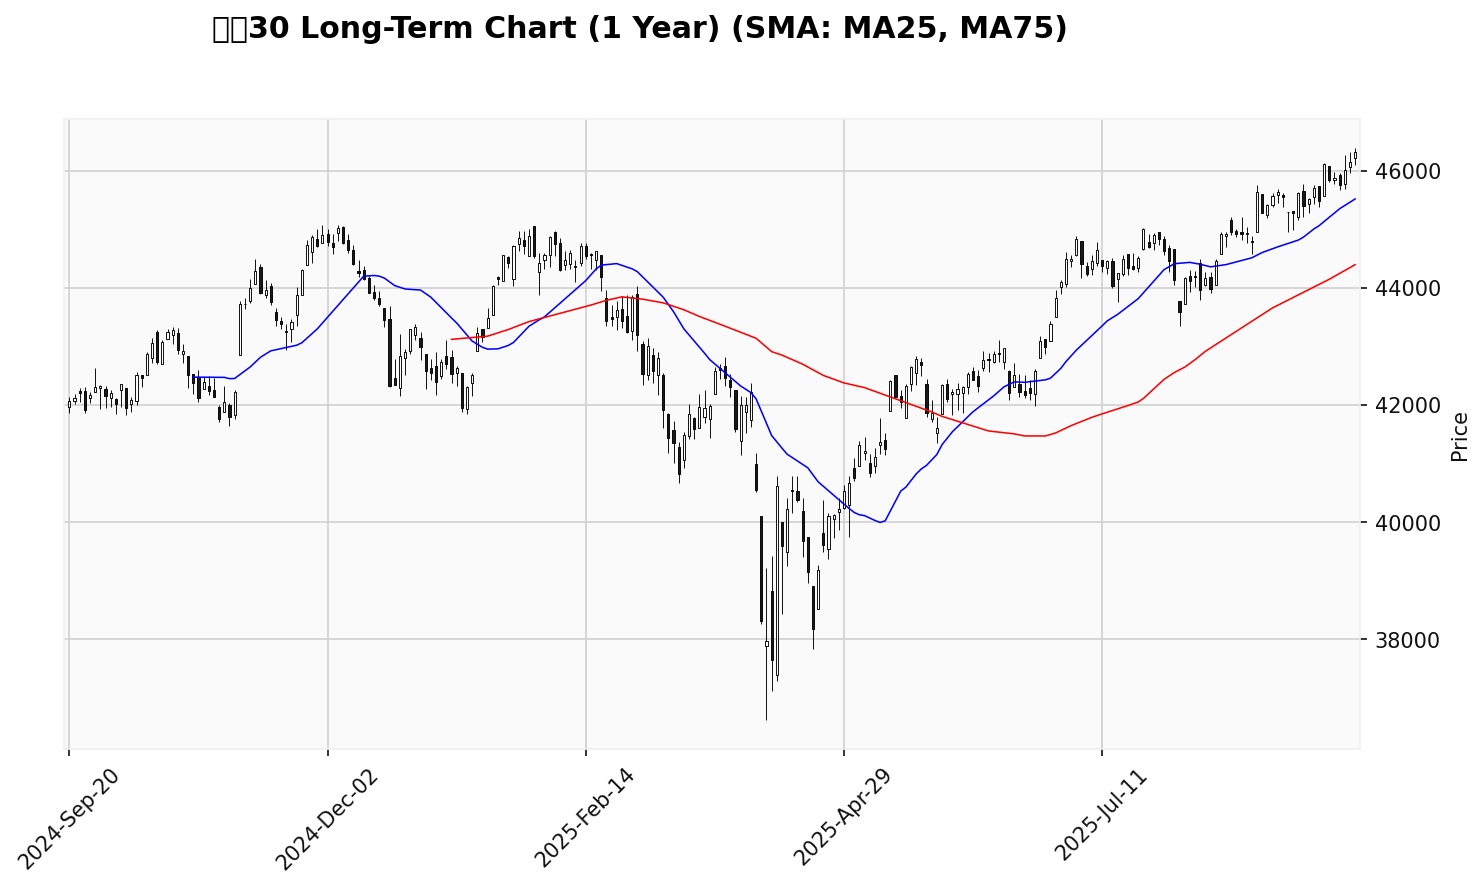 30 Long-Term Chart (1 Year) (SMA: MA25, MA75)
46000
44000
42000
40000
38000
Price
2024-Sep-20
2024-Dec-02
2025-Feb-14
2025-Apr-29
2025-Jul-11